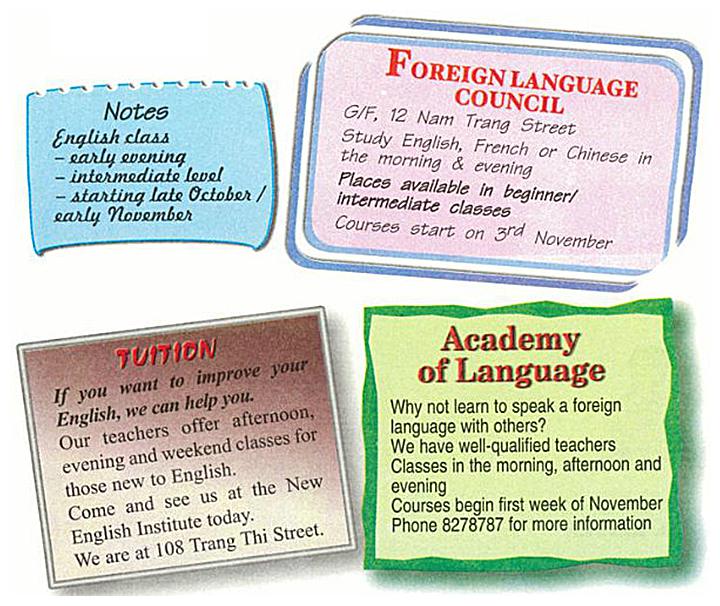 Notes
English class
– early evening
– intermediate level
– starting late October /
early November
FOREIGN LANGUAGE
COUNCIL
G/F, 12 Nam Trang Street
Study English, French or Chinese in
the morning & evening
Places available in beginner/
intermediate classes
Courses start on 3rd November
TUITION
If you want to improve your
English, we can help you.
Our teachers offer afternoon,
evening and weekend classes for
those new to English.
Come and see us at the New
English Institute today.
We are at 108 Trang Thi Street.
Academy
of Language
Why not learn to speak a foreign
language with others?
We have well-qualified teachers
Classes in the morning, afternoon and
evening
Courses begin first week of November
Phone 8278787 for more information